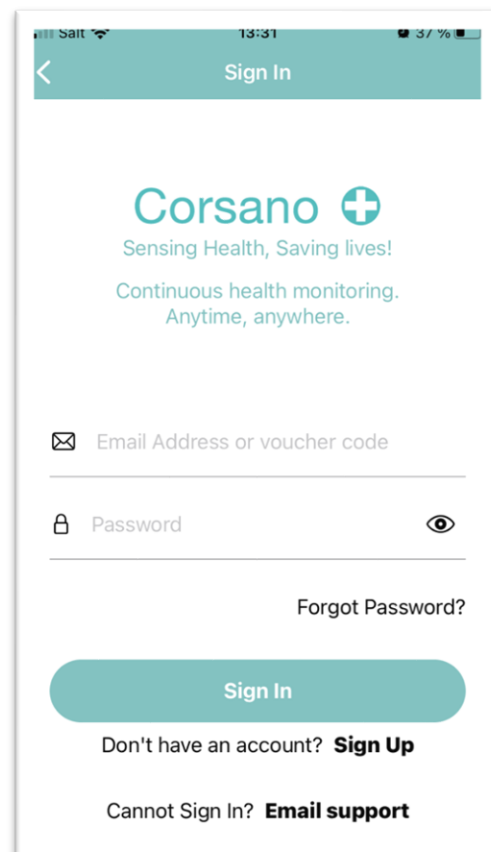 Salt 13:31 37 %
Sign In
Corsano
Sensing Health, Saving lives!
Continuous health monitoring.
Anytime, anywhere.
Email Address or voucher code
Password
Forgot Password?
Sign In
Don't have an account? Sign Up
Cannot Sign In? Email support